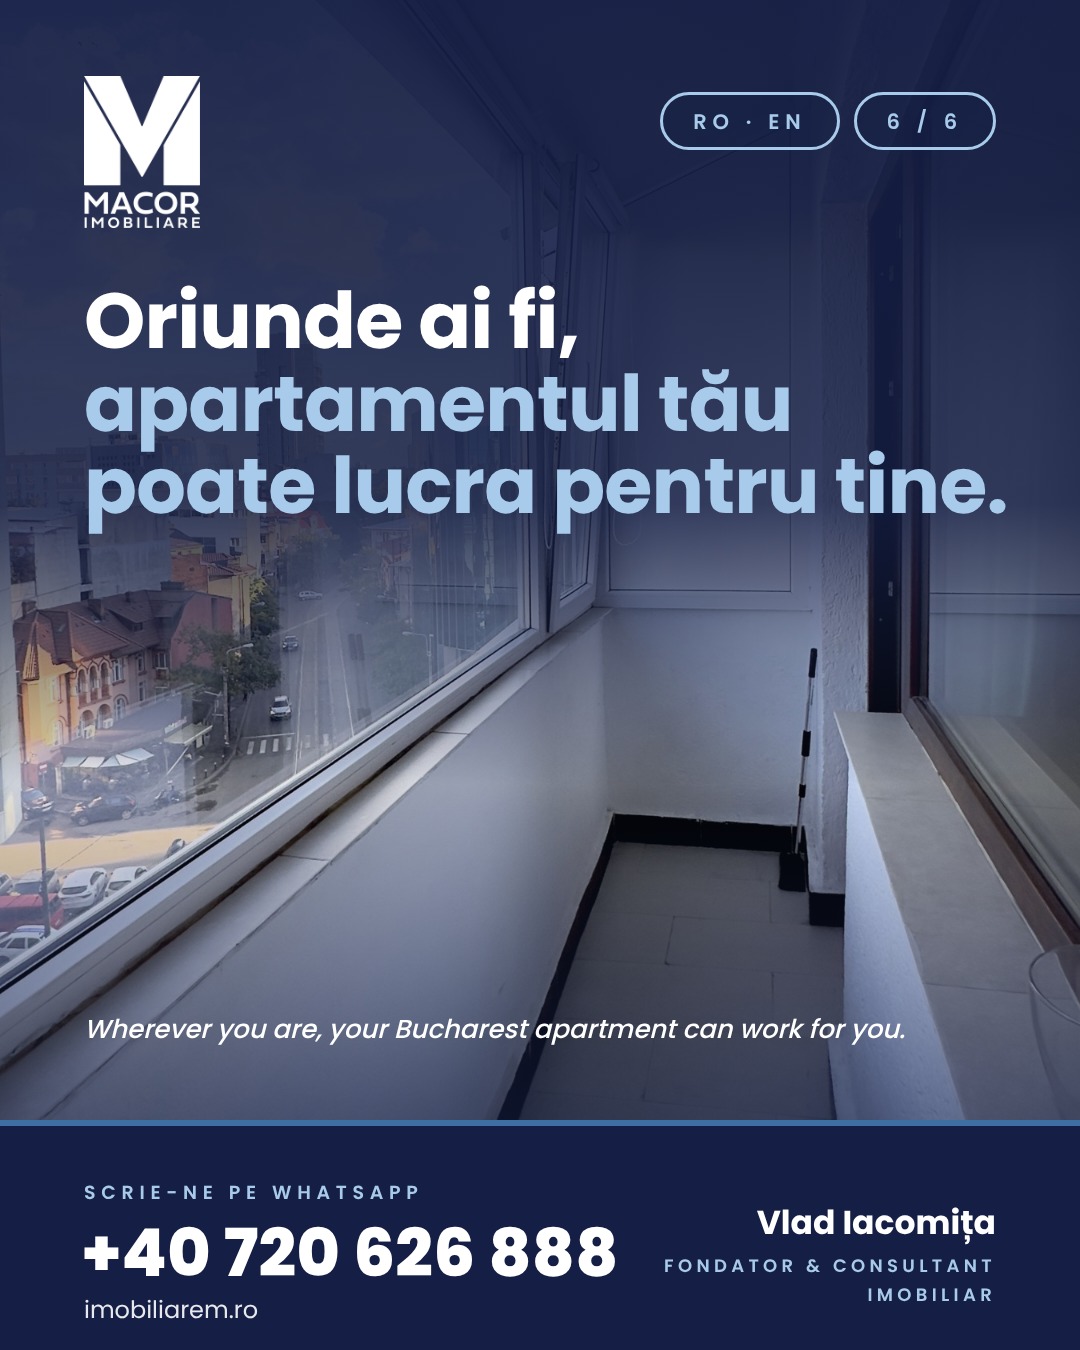 MACOR
IMOBILIARE
RO · EN
6 / 6
Oriunde ai fi,
apartamentul tău
poate lucra pentru tine.
Wherever you are, your Bucharest apartment can work for you.
SCRIE-NE PE WHATSAPP
+40 720 626 888
imobiliarem.ro
Vlad Iacomița
FONDATOR & CONSULTANT
IMOBILIAR